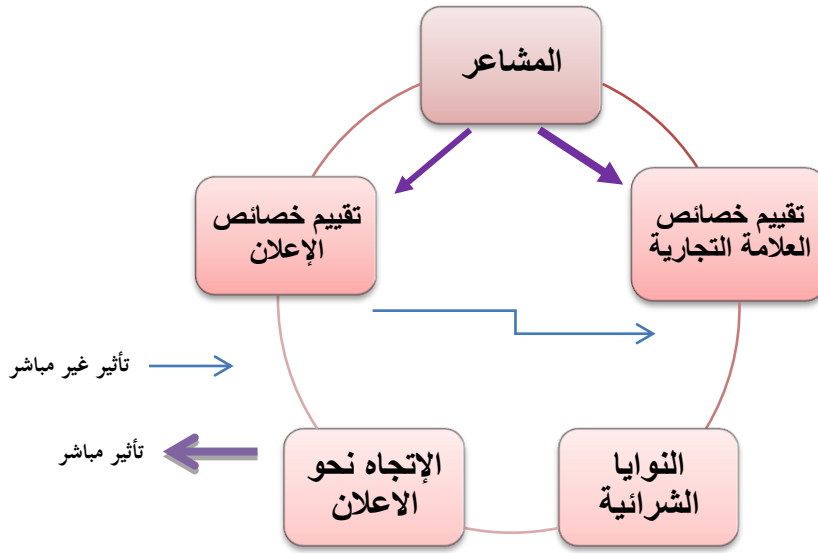 المشاعر
تقييم خصائص
العلامة التجارية
تقييم خصائص
الإعلان
تأثير غير مباشر
تأثير مباشر
النوايا
الشرائية
الإتجاه نحو
الاعلان